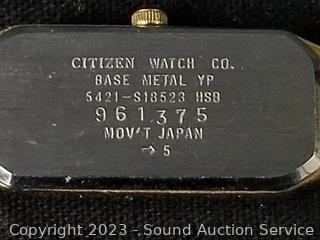 CITIZEN WATCH CO.
BASE METAL YP
5421-S18523 HSB
961375
MOV'T JAPAN
→ 5
Copyright 2023 - Sound Auction Service